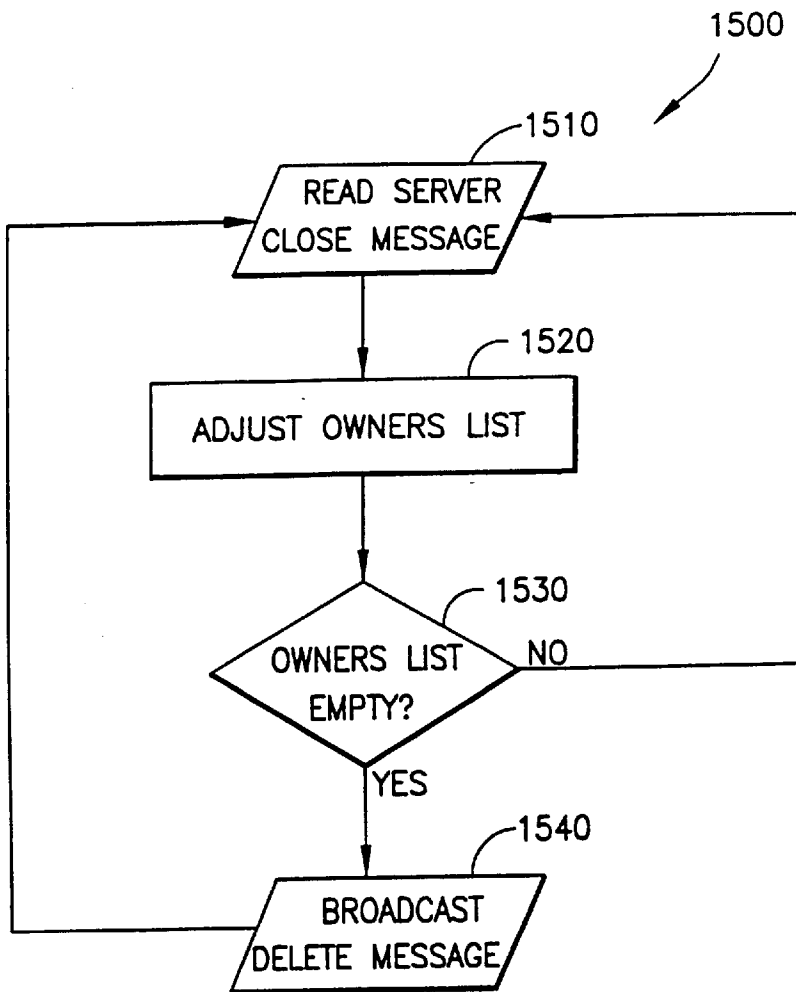 1500
1510
READ SERVER
CLOSE MESSAGE
1520
ADJUST OWNERS LIST
1530
OWNERS LIST
EMPTY?
NO
YES
1540
BROADCAST
DELETE MESSAGE